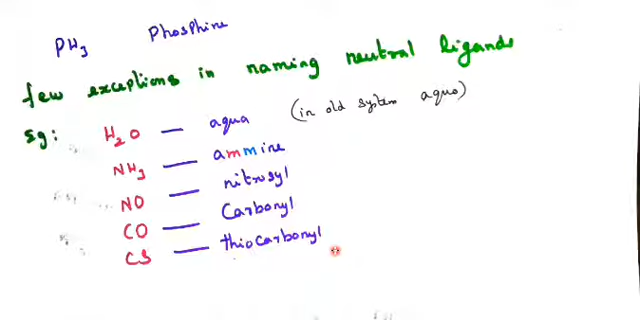 PH3 Phosphine
few exceptions in naming neutral ligands
Eg: H2O — aqua (in old system aquo)
NH3 — ammine
NO — nitrosyl
CO — Carbonyl
CS — thiocarbonyl